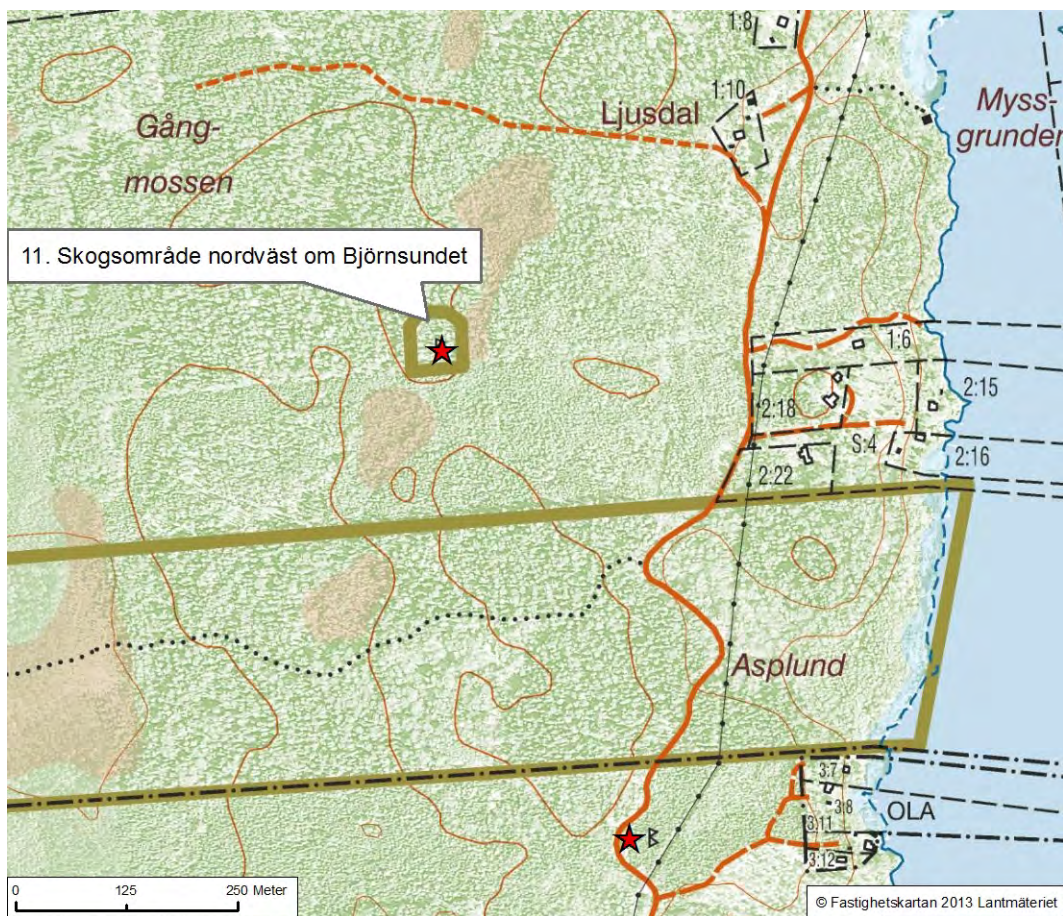 1:8
1:10
Ljusdal
Myss-
grunder
Gång-
mossen
11. Skogsområde nordväst om Björnsundet
1:6
2:15
2:18
S:4
2:16
2:22
Asplund
3:7
3:8
OLA
3:11
3:12
0 125 250 Meter
© Fastighetskartan 2013 Lantmäteriet